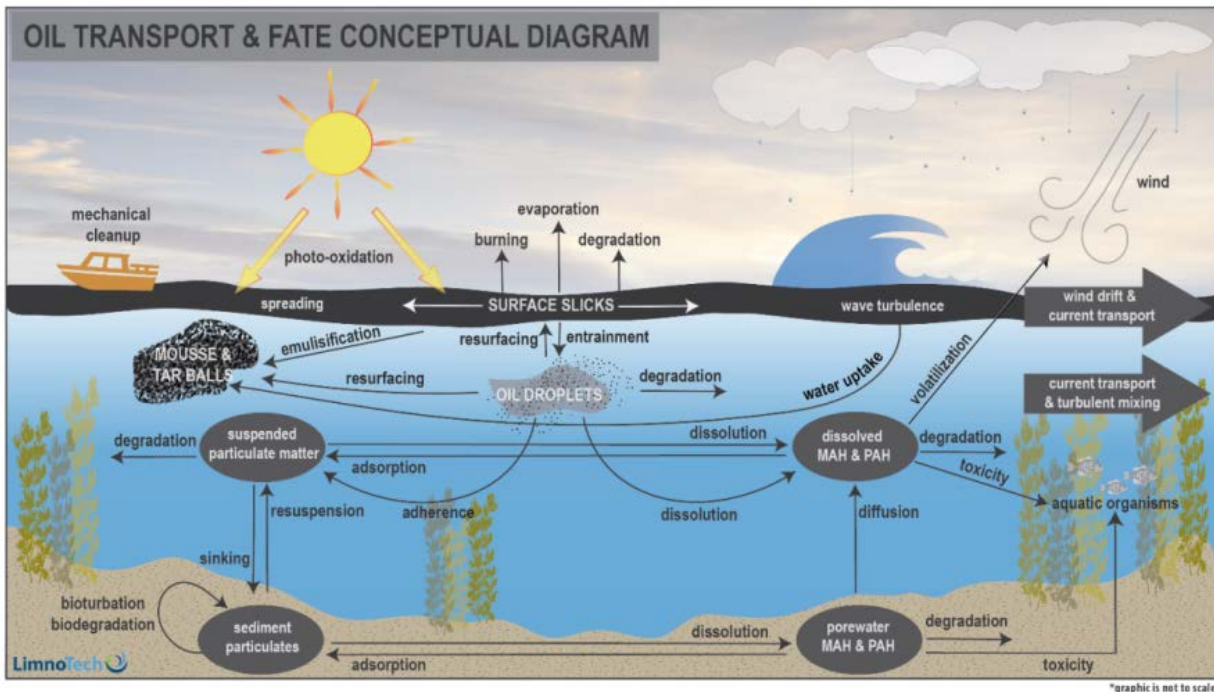 OIL TRANSPORT & FATE CONCEPTUAL DIAGRAM
wind
mechanical
cleanup
evaporation
burning
degradation
photo-oxidation
spreading
SURFACE SLICKS
wave turbulence
wind drift &
current transport
MOUSSE &
TAR BALLS
emulisification
resurfacing
entrainment
resurfacing
OIL DROPLETS
degradation
water uptake
volatilization
current transport
& turbulent mixing
degradation
suspended
particulate matter
dissolution
adsorption
dissolved
MAH & PAH
degradation
toxicity
aquatic organisms
resuspension
adherence
dissolution
diffusion
sinking
bioturbation
biodegradation
sediment
particulates
dissolution
adsorption
porewater
MAH & PAH
degradation
toxicity
LimnoTech
*graphic is not to scale